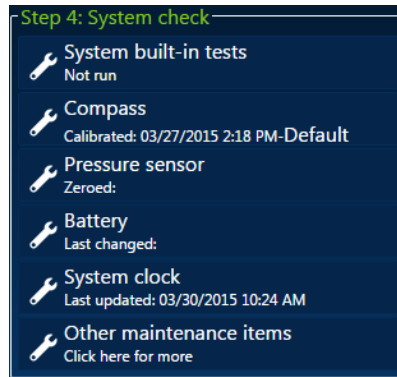 Step 4: System check
System built-in tests
Not run
Compass
Calibrated: 03/27/2015 2:18 PM-Default
Pressure sensor
Zeroed:
Battery
Last changed:
System clock
Last updated: 03/30/2015 10:24 AM
Other maintenance items
Click here for more